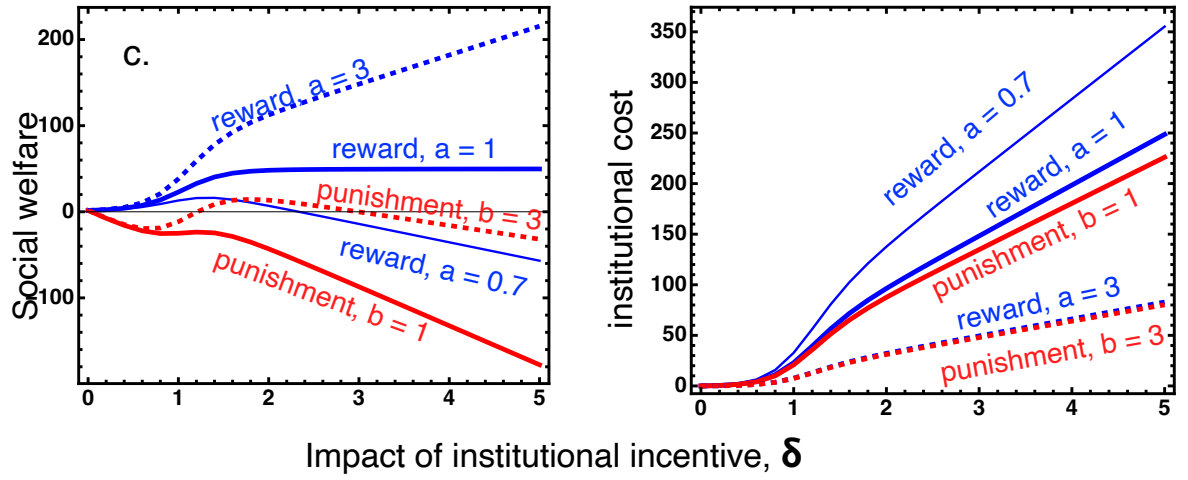 C.
Social welfare
200
100
0
-100
0
1
2
3
4
5
reward, a = 3
reward, a = 1
punishment, b = 3
reward, a = 0.7
punishment, b = 1
institutional cost
350
300
250
200
150
100
50
0
0
1
2
3
4
5
reward, a = 0.7
reward, a = 1
punishment, b = 1
reward, a = 3
punishment, b = 3
Impact of institutional incentive, δ